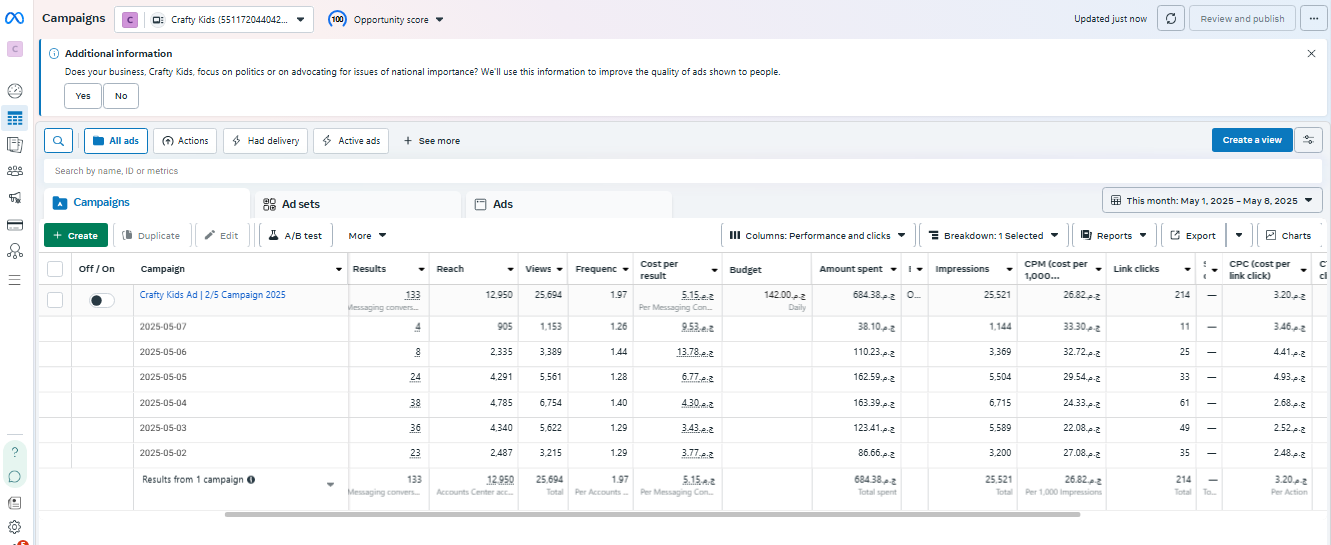 Campaigns
C
Crafty Kids (551172044042...
100
Opportunity score
Updated just now
Review and publish
C
Additional information
Does your business, Crafty Kids, focus on politics or on advocating for issues of national importance? We'll use this information to improve the quality of ads shown to people.
Yes
No
All ads
Actions
Had delivery
Active ads
+ See more
Create a view
Search by name, ID or metrics
Campaigns
Ad sets
Ads
This month: May 1, 2025 – May 8, 2025
+ Create
Duplicate
Edit
A/B test
More
Columns: Performance and clicks
Breakdown: 1 Selected
Reports
Export
Charts
Off / On Campaign Results Reach Views Frequenc Cost per result Budget Amount spent Impressions CPM (cost per 1,000... Link clicks CPC (cost per link click)
Crafty Kids Ad | 2/5 Campaign 2025 133 12,950 25,694 1.97 ج.م.5.15 ج.م.142.00 ج.م.684.38 O... 25,521 ج.م.26.82 214 — ج.م.3.20
Messaging convers... Per Messaging Con... Daily
2025-05-07 4 905 1,153 1.26 ج.م.9.53 ج.م.38.10 1,144 ج.م.33.30 11 — ج.م.3.46
2025-05-06 8 2,335 3,389 1.44 ج.م.13.78 ج.م.110.23 3,369 ج.م.32.72 25 — ج.م.4.41
2025-05-05 24 4,291 5,561 1.28 ج.م.6.77 ج.م.162.59 5,504 ج.م.29.54 33 — ج.م.4.93
2025-05-04 38 4,785 6,754 1.40 ج.م.4.30 ج.م.163.39 6,715 ج.م.24.33 61 — ج.م.2.68
2025-05-03 36 4,340 5,622 1.29 ج.م.3.43 ج.م.123.41 5,589 ج.م.22.08 49 — ج.م.2.52
2025-05-02 23 2,487 3,215 1.29 ج.م.3.77 ج.م.86.66 3,200 ج.م.27.08 35 — ج.م.2.48
Results from 1 campaign 133 12,950 25,694 1.97 ج.م.5.15 ج.م.684.38 25,521 ج.م.26.82 214 — ج.م.3.20
Messaging convers... Accounts Center acc... Total Per Accounts ... Per Messaging Con... Total spent Total Per 1,000 Impressions Total To... Per Action